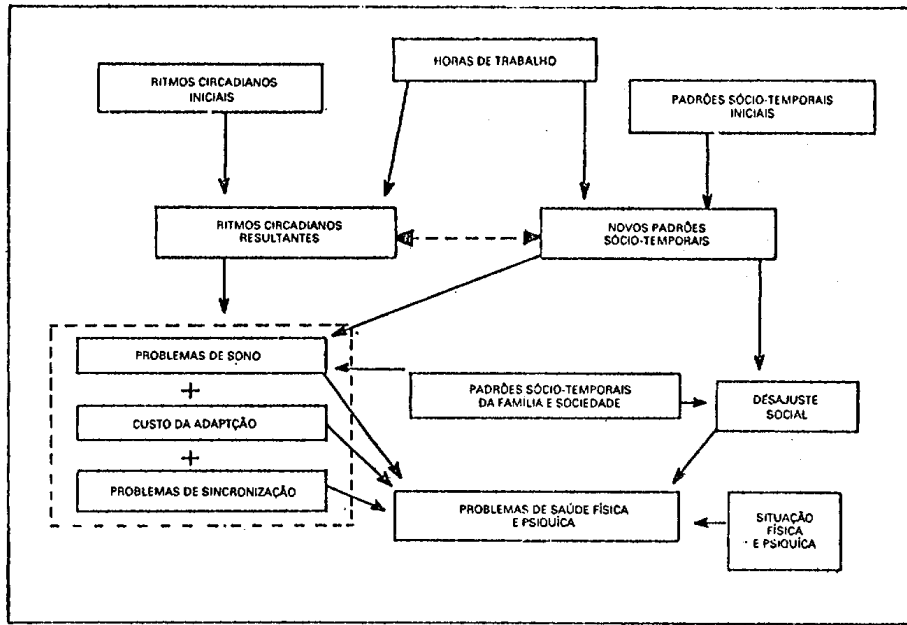 HORAS DE TRABALHO
RITMOS CIRCADIANOS
INICIAIS
PADRÕES SÓCIO-TEMPORAIS
INICIAIS
RITMOS CIRCADIANOS
RESULTANTES
NOVOS PADRÕES
SÓCIO-TEMPORAIS
PROBLEMAS DE SONO
+
CUSTO DA ADAPTÇÃO
+
PROBLEMAS DE SINCRONIZAÇÃO
PADRÕES SÓCIO-TEMPORAIS
DA FAMILIA E SOCIEDADE
DESAJUSTE
SOCIAL
PROBLEMAS DE SAÚDE FÍSICA
E PSIQUÍCA
SITUAÇÃO
FÍSICA
E PSIQUÍCA